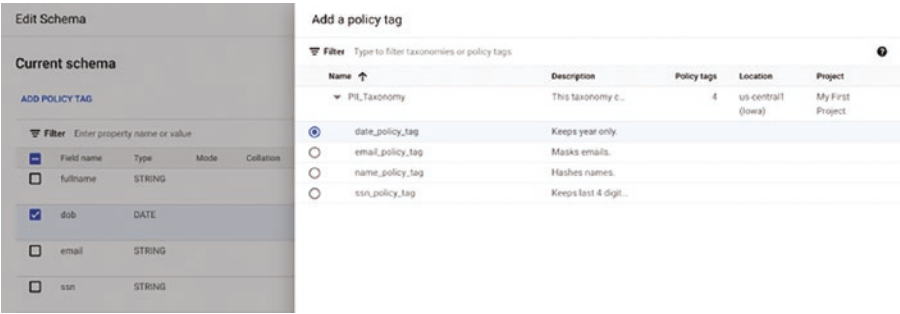 Edit Schema
Current schema
ADD POLICY TAG
Filter Enter property name or value
Field name Type Mode Collation
fullname STRING
dob DATE
email STRING
ssn STRING
Add a policy tag
Filter Type to filter taxonomies or policy tags
Name Description Policy tags Location Project
PII_Taxonomy This taxonomy c... 4 us-central1 My First
(Iowa) Project
date_policy_tag Keeps year only.
email_policy_tag Masks emails.
name_policy_tag Hashes names.
ssn_policy_tag Keeps last 4 digit...